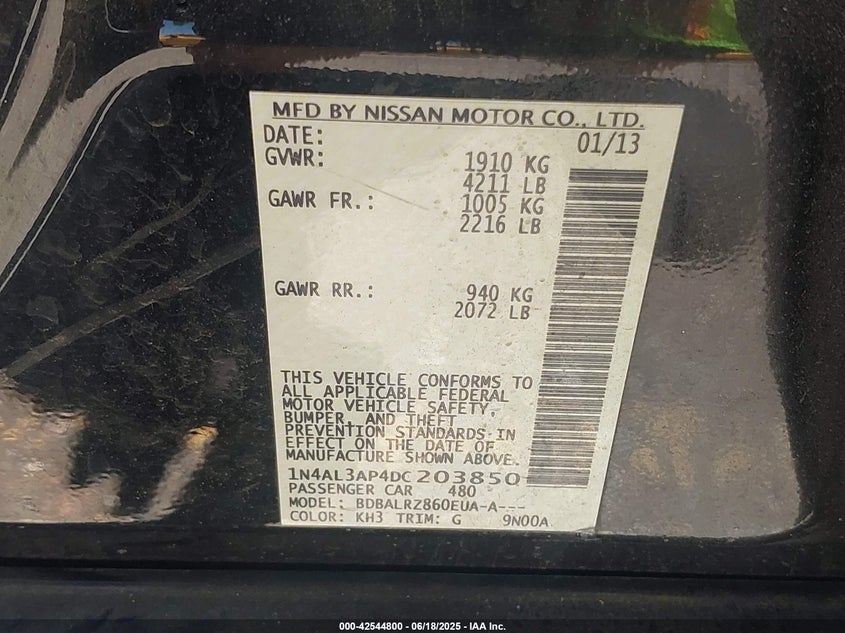 MFD BY NISSAN MOTOR CO., LTD.
DATE: 01/13
GVWR: 1910 KG
4211 LB
GAWR FR.: 1005 KG
2216 LB
GAWR RR.: 940 KG
2072 LB
THIS VEHICLE CONFORMS TO
ALL APPLICABLE FEDERAL
MOTOR VEHICLE SAFETY,
BUMPER, AND THEFT
PREVENTION STANDARDS IN
EFFECT ON THE DATE OF
MANUFACTURE SHOWN ABOVE.
1N4AL3AP4DC203850
PASSENGER CAR 480
MODEL: BDBALRZ860EUA-A---
COLOR: KH3 TRIM: G 9N00A
000-42544800 - 06/18/2025 - IAA Inc.